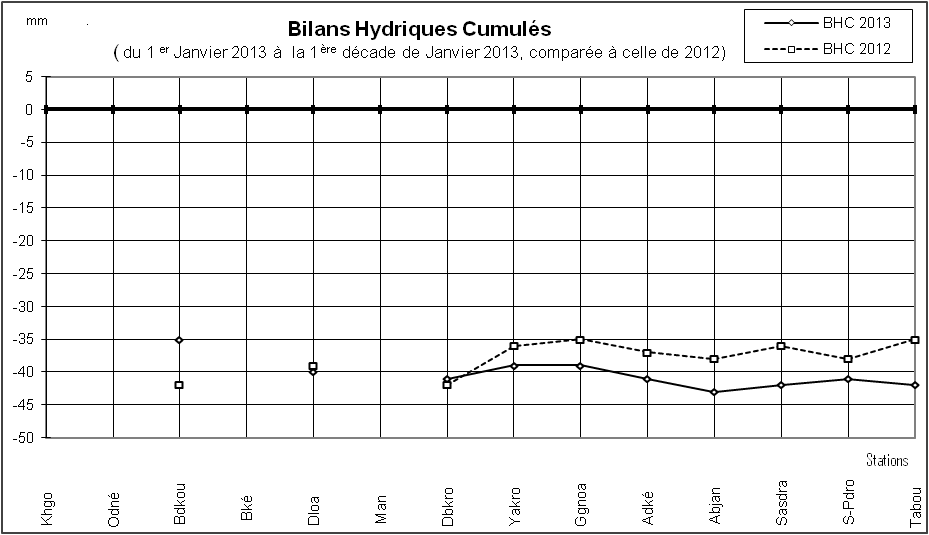 mm .
Bilans Hydriques Cumulés
( du 1 er Janvier 2013 à la 1ère décade de Janvier 2013, comparée à celle de 2012)
BHC 2013
BHC 2012
5
0
-5
-10
-15
-20
-25
-30
-35
-40
-45
-50
Stations
Khgo
Odné
Bdkou
Bké
Dloa
Man
Dbkro
Yakro
Ggnoa
Adké
Abjan
Sasdra
S-Pdro
Tabou